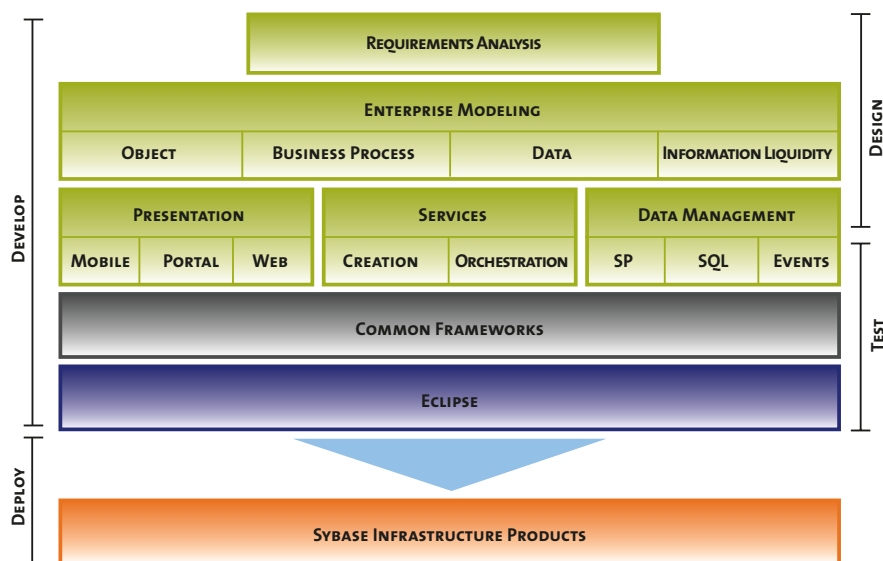 Requirements Analysis
Enterprise Modeling
Object Business Process Data Information Liquidity
Presentation Services Data Management
Mobile Portal Web Creation Orchestration SP SQL Events
Common Frameworks
Eclipse
Sybase Infrastructure Products
Develop
Deploy
Design
Test